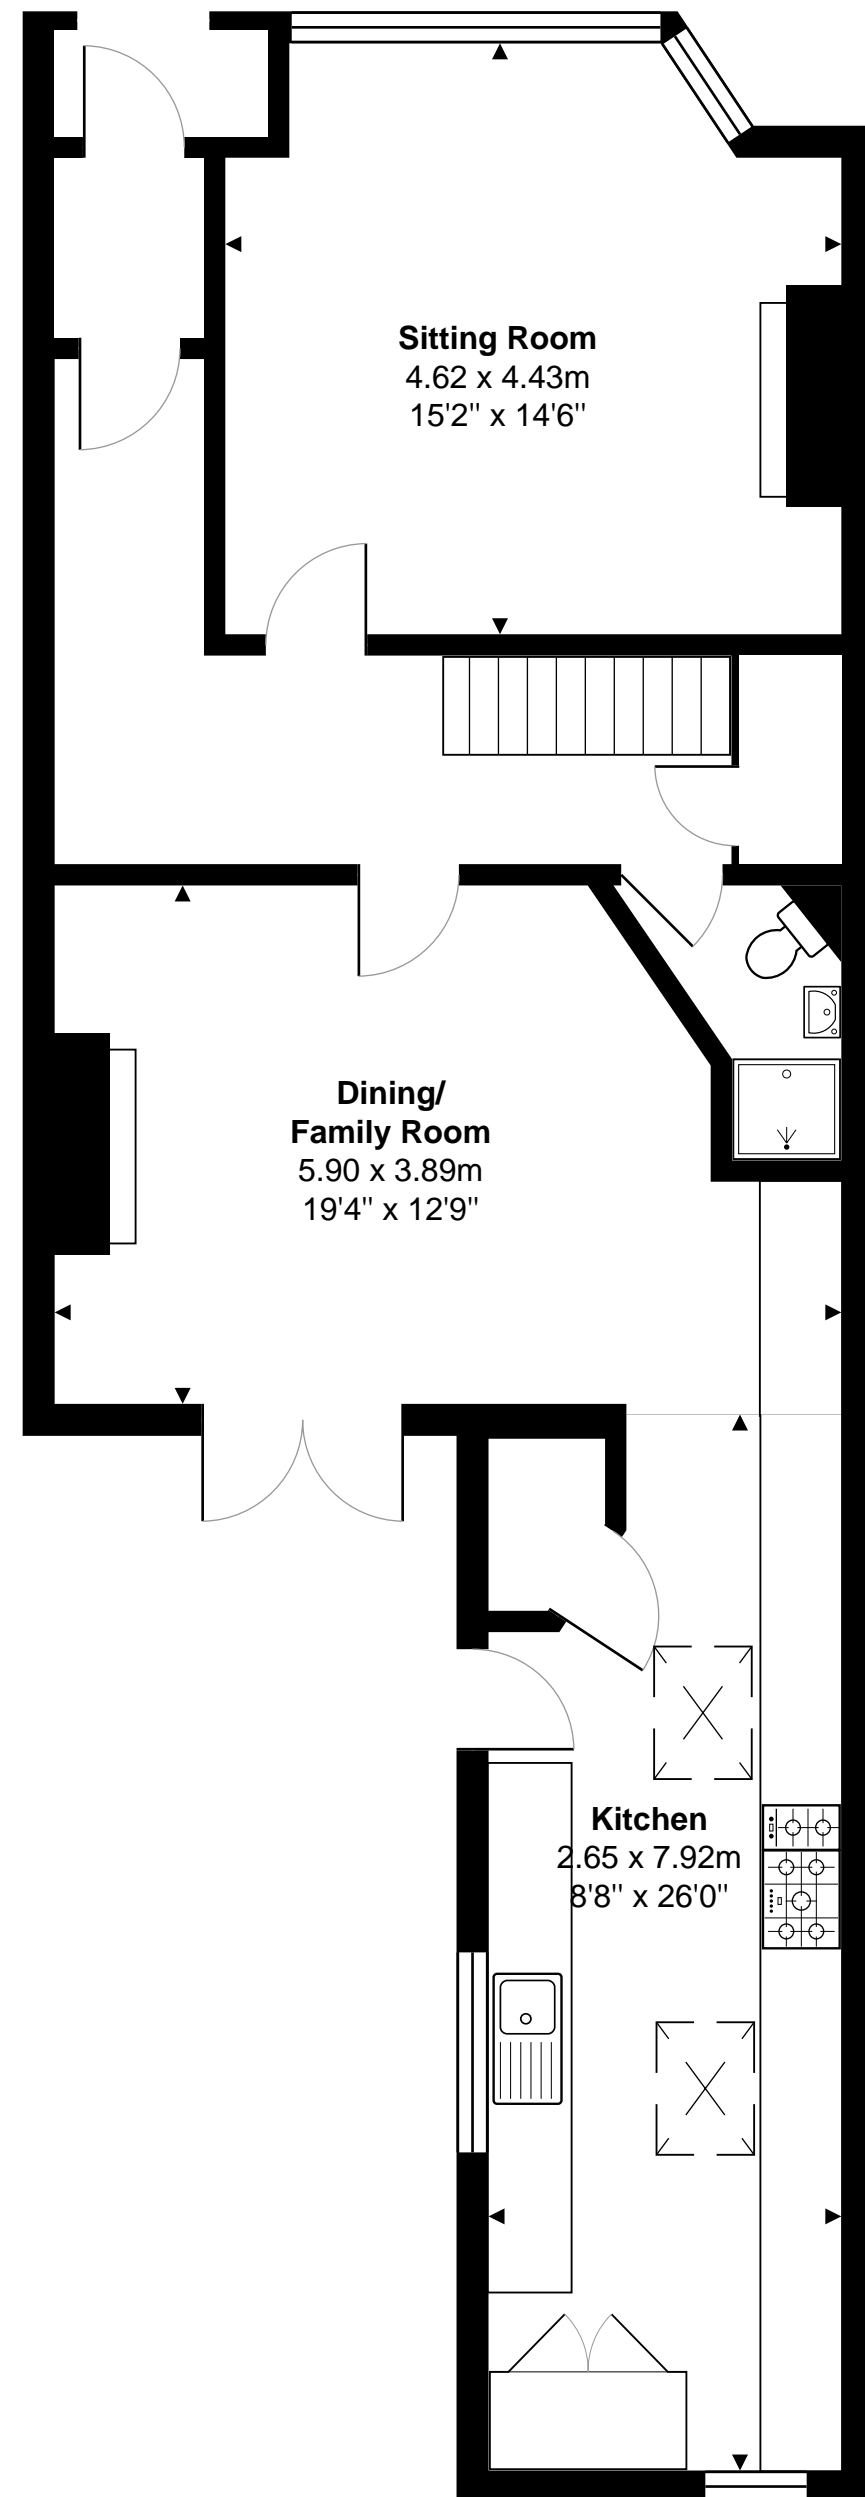 Sitting Room
4.62 x 4.43m
15'2" x 14'6"
Dining/
Family Room
5.90 x 3.89m
19'4" x 12'9"
Kitchen
2.65 x 7.92m
8'8" x 26'0"